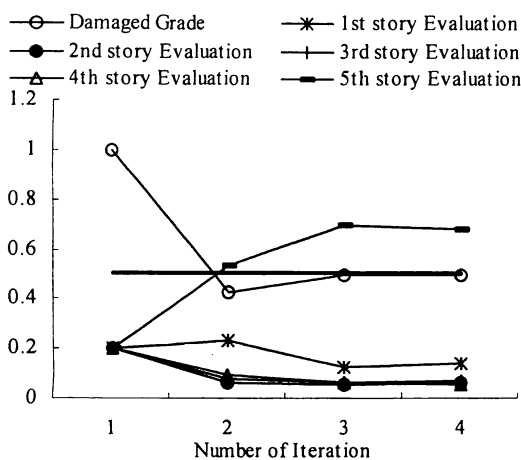 Damaged Grade
1st story Evaluation
2nd story Evaluation
3rd story Evaluation
4th story Evaluation
5th story Evaluation
1.2
1
0.8
0.6
0.4
0.2
0
1 2 3 4
Number of Iteration